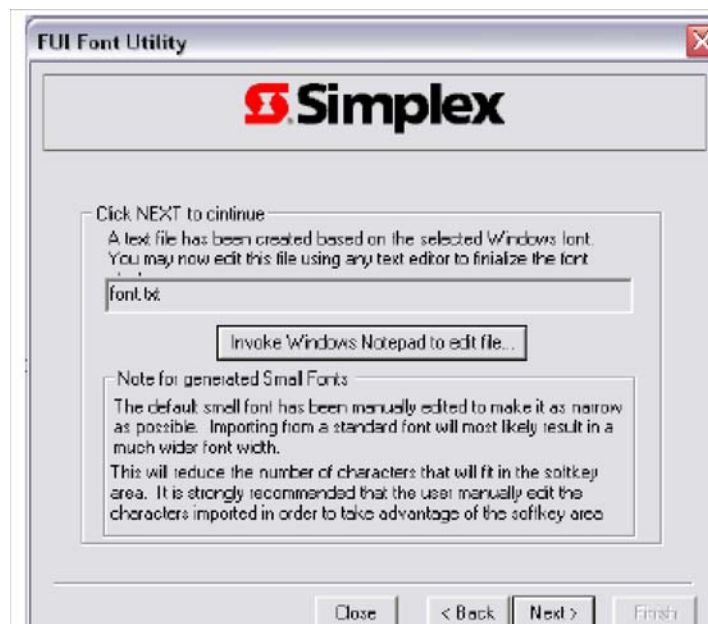 FUI Font Utility
Simplex
Click NEXT to cintinue
A text file has been created based on the selected Windows font.
You may now edit this file using any text editor to finialize the font
font.txt
Invoke Windows Notepad to edit file...
Note for generated Small Fonts
The default small font has been manually edited to make it as narrow
as possible. Importing from a standard font will most likely result in a
much wider font width.
This will reduce the number of characters that will fit in the softkey
area. It is strongly recommended that the user manually edit the
characters imported in order to take advantage of the softkey area
Close
< Back
Next >
Finish